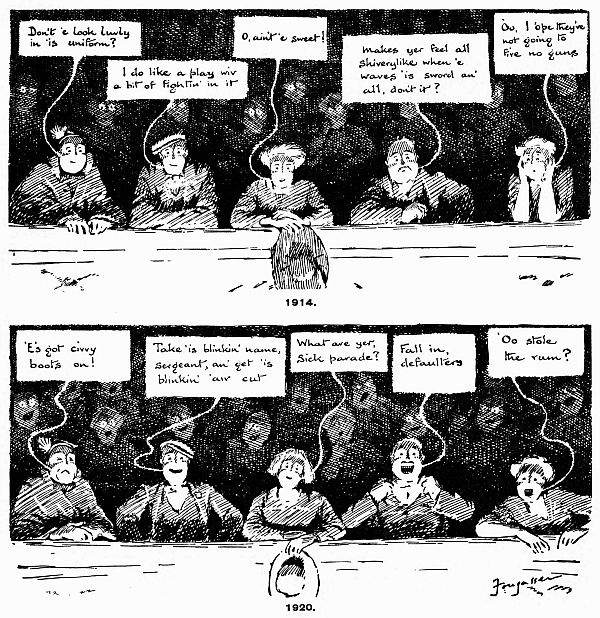 Don't 'e look luvly
in 'is uniform?
I do like a play wiv
a bit of fightin' in it
O, ain't 'e sweet!
Makes yer feel all
shiverylike when 'e
waves 'is sword an'
all, don't it?
Ow, I 'ope they're
not going to
fire no guns
1914.
'E's got civvy
boots on!
Take 'is blinkin' name,
sergeant, an' get 'is
blinkin' 'air cut
What are yer,
Sick parade?
Fall in,
defaulters
'Oo stole
the rum?
Fougasse
1920.